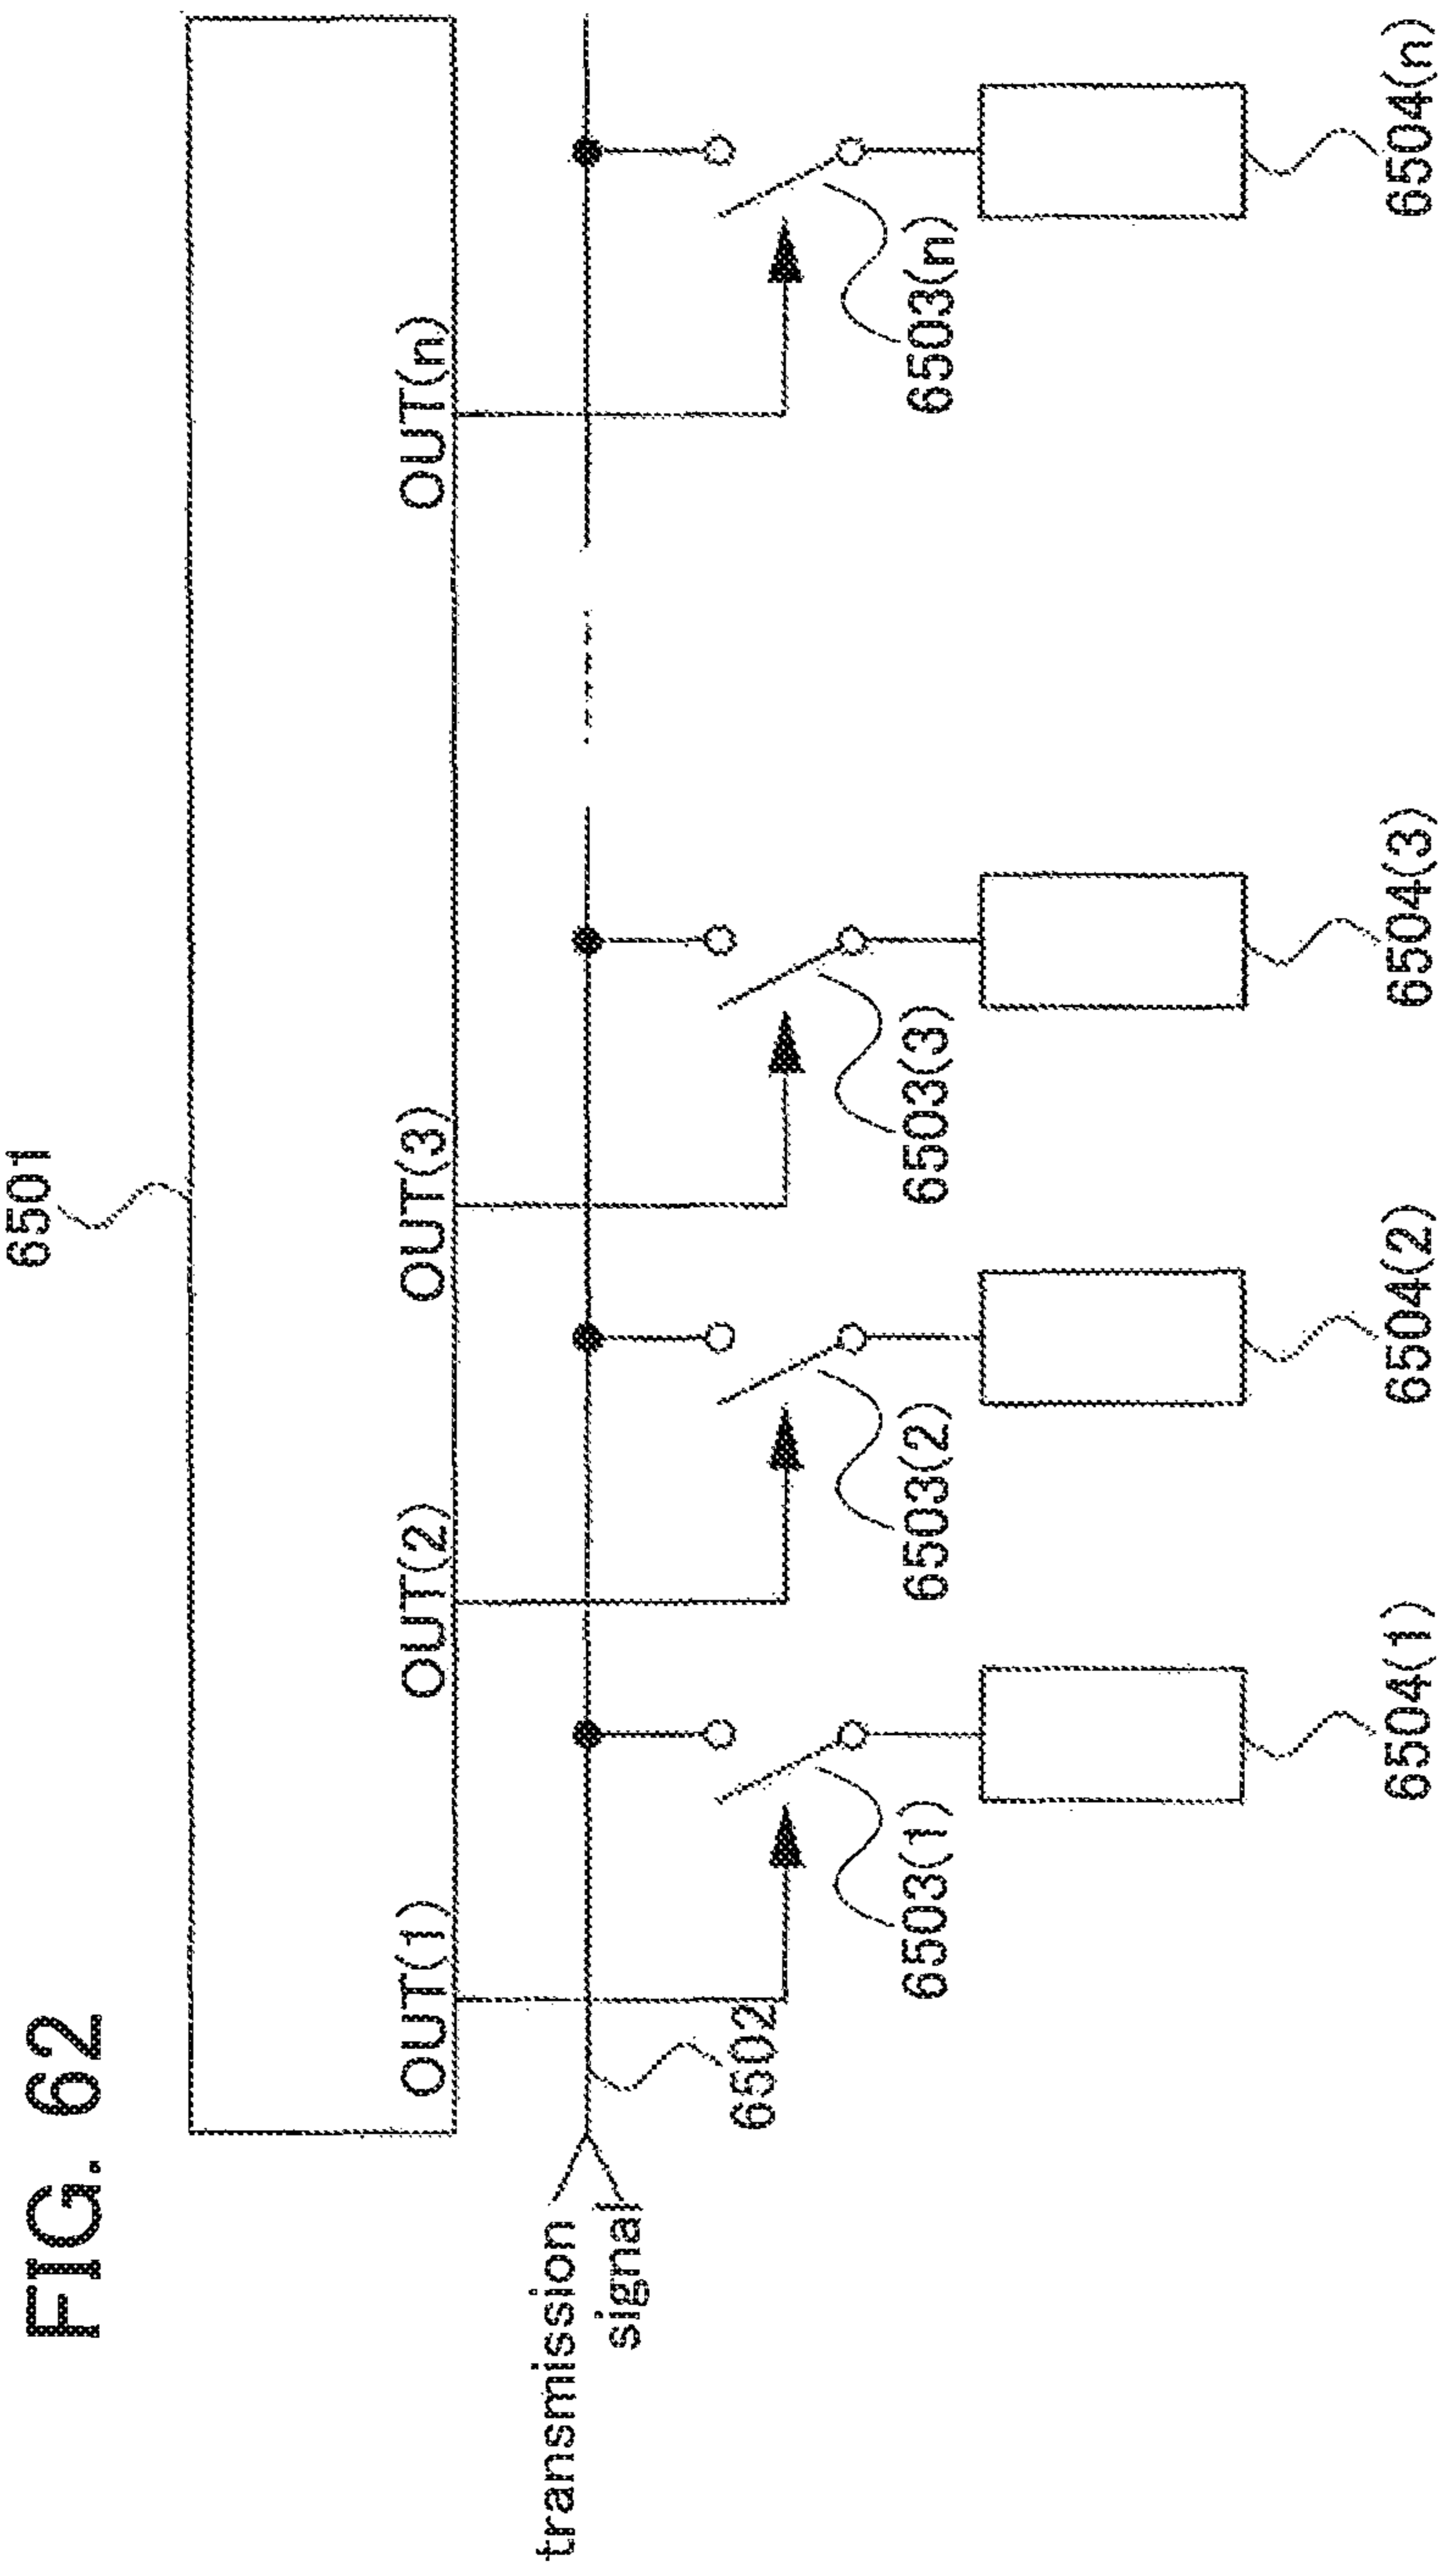 FIG. 62
6501
OUT(1)
OUT(2)
OUT(3)
OUT(n)
transmission
signal
6502
6503(1)
6503(2)
6503(3)
6503(n)
6504(1)
6504(2)
6504(3)
6504(n)